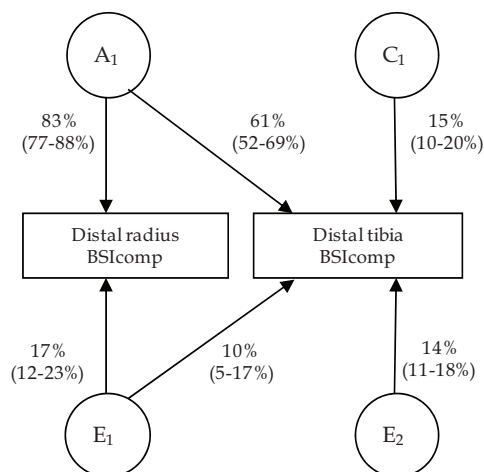 A₁
C₁
83%
(77-88%)
61%
(52-69%)
15%
(10-20%)
Distal radius
BSIcomp
Distal tibia
BSIcomp
17%
(12-23%)
10%
(5-17%)
14%
(11-18%)
E₁
E₂